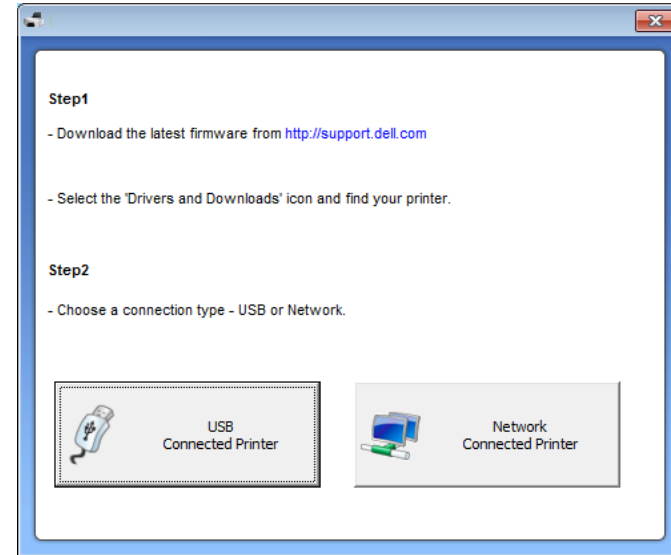 Step1
- Download the latest firmware from http://support.dell.com
- Select the 'Drivers and Downloads' icon and find your printer.
Step2
- Choose a connection type - USB or Network.
USB
Connected Printer
Network
Connected Printer